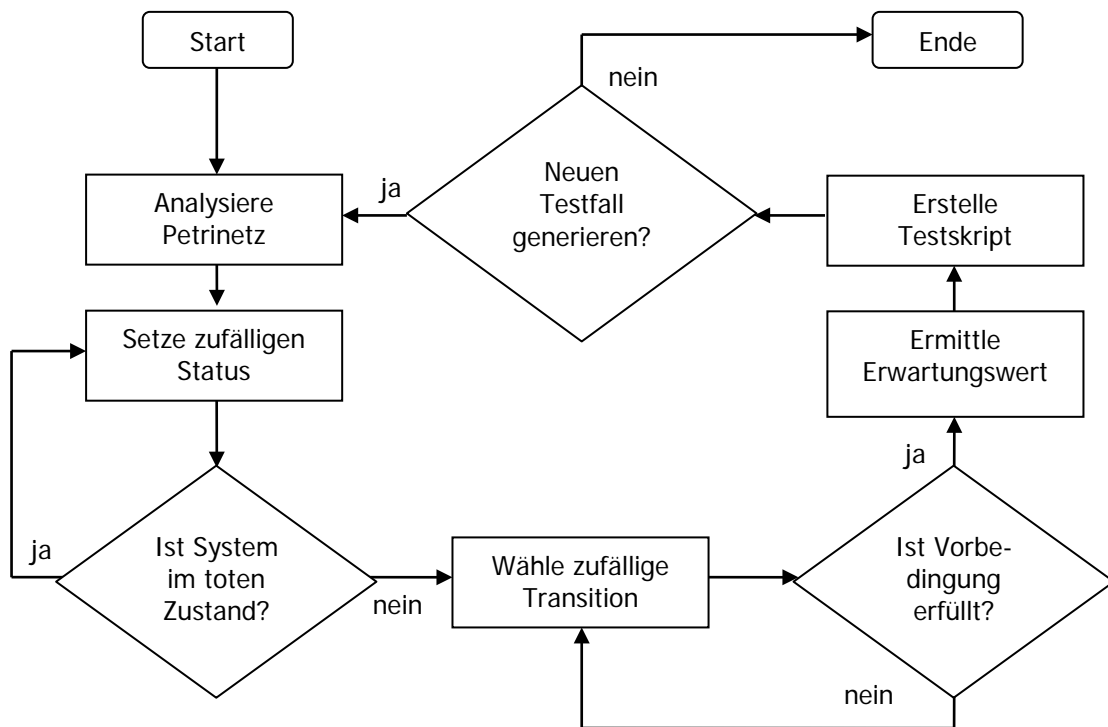 Start
Ende
nein
Neuen
Testfall
generieren?
ja
Analysiere
Petrinetz
Erstelle
Testskript
Setze zufälligen
Status
Ermittle
Erwartungswert
ja
ja
Ist System
im toten
Zustand?
nein
Wähle zufällige
Transition
Ist Vorbe-
dingung
erfüllt?
nein